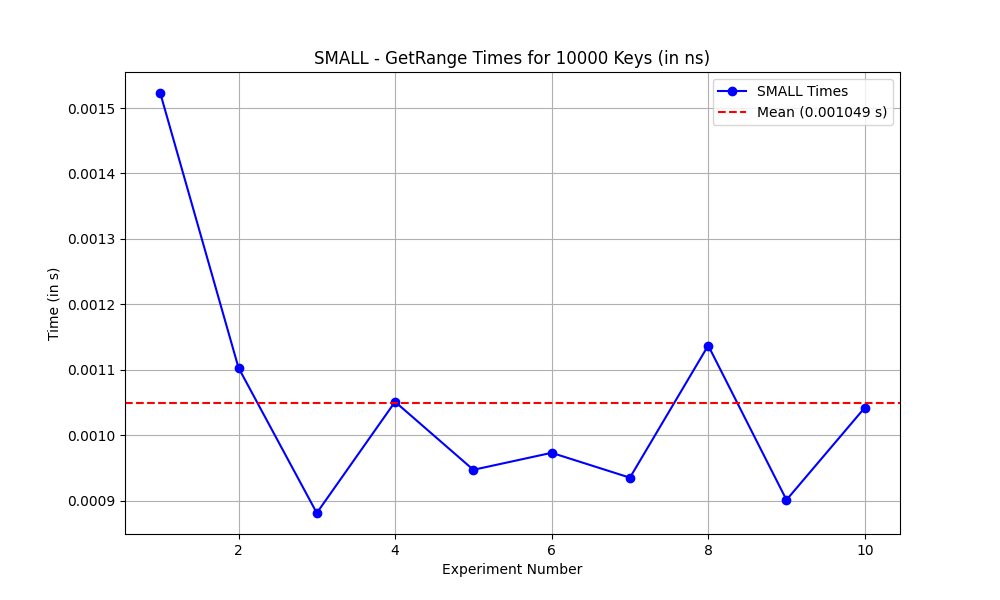 SMALL - GetRange Times for 10000 Keys (in ns)
SMALL Times
Mean (0.001049 s)
Time (in s)
0.0015
0.0014
0.0013
0.0012
0.0011
0.0010
0.0009
2 4 6 8 10
Experiment Number